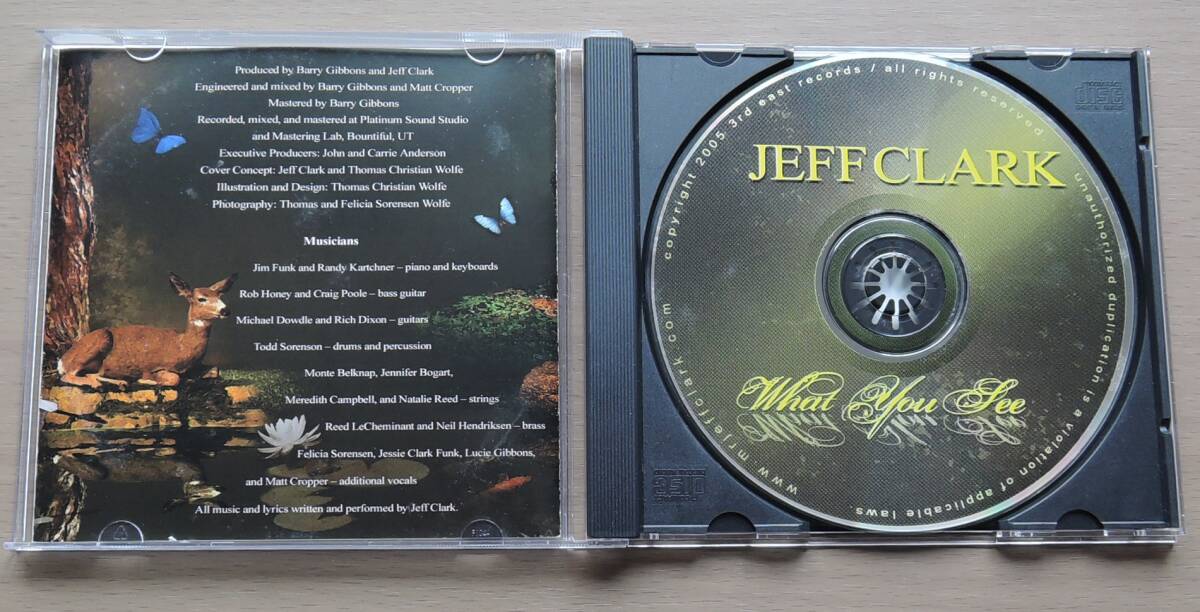 Produced by Barry Gibbons and Jeff Clark
Engineered and mixed by Barry Gibbons and Matt Cropper
Mastered by Barry Gibbons
Recorded, mixed, and mastered at Platinum Sound Studio
and Mastering Lab, Bountiful, UT
Executive Producers: John and Carrie Anderson
Cover Concept: Jeff Clark and Thomas Christian Wolfe
Illustration and Design: Thomas Christian Wolfe
Photography: Thomas and Felicia Sorensen Wolfe
Musicians
Jim Funk and Randy Kartchner – piano and keyboards
Rob Honey and Craig Poole – bass guitar
Michael Dowdle and Rich Dixon – guitars
Todd Sorenson – drums and percussion
Monte Belknap, Jennifer Bogart,
Meredith Campbell, and Natalie Reed – strings
Reed LeCheminant and Neil Hendriksen – brass
Felicia Sorensen, Jessie Clark Funk, Lucie Gibbons,
and Matt Cropper – additional vocals
All music and lyrics written and performed by Jeff Clark.
www.mrjeffclark.com copyright 2005 3rd east records / all rights reserved unauthorized duplication is a violation of applicable laws.
JEFF CLARK
What You See
disc
disc